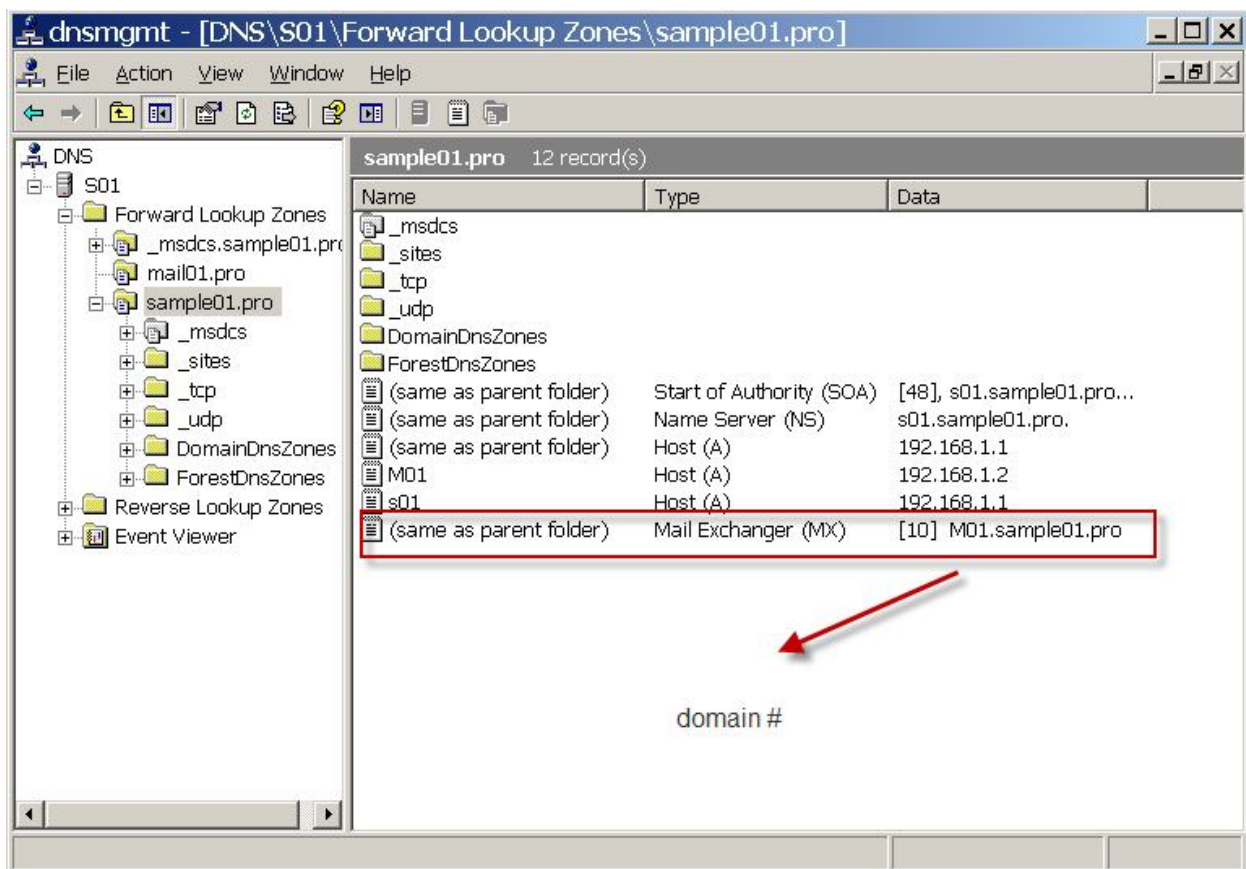 dnsmgmt - [DNS\S01\Forward Lookup Zones\sample01.pro]
File Action View Window Help
DNS
S01
Forward Lookup Zones
_msdcs.sample01.pro
mail01.pro
sample01.pro
_msdcs
_sites
_tcp
_udp
DomainDnsZones
ForestDnsZones
Reverse Lookup Zones
Event Viewer
sample01.pro 12 record(s)
Name Type Data
_msdcs
_sites
_tcp
_udp
DomainDnsZones
ForestDnsZones
(same as parent folder) Start of Authority (SOA) [48], s01.sample01.pro...
(same as parent folder) Name Server (NS) s01.sample01.pro.
(same as parent folder) Host (A) 192.168.1.1
M01 Host (A) 192.168.1.2
s01 Host (A) 192.168.1.1
(same as parent folder) Mail Exchanger (MX) [10] M01.sample01.pro
domain #